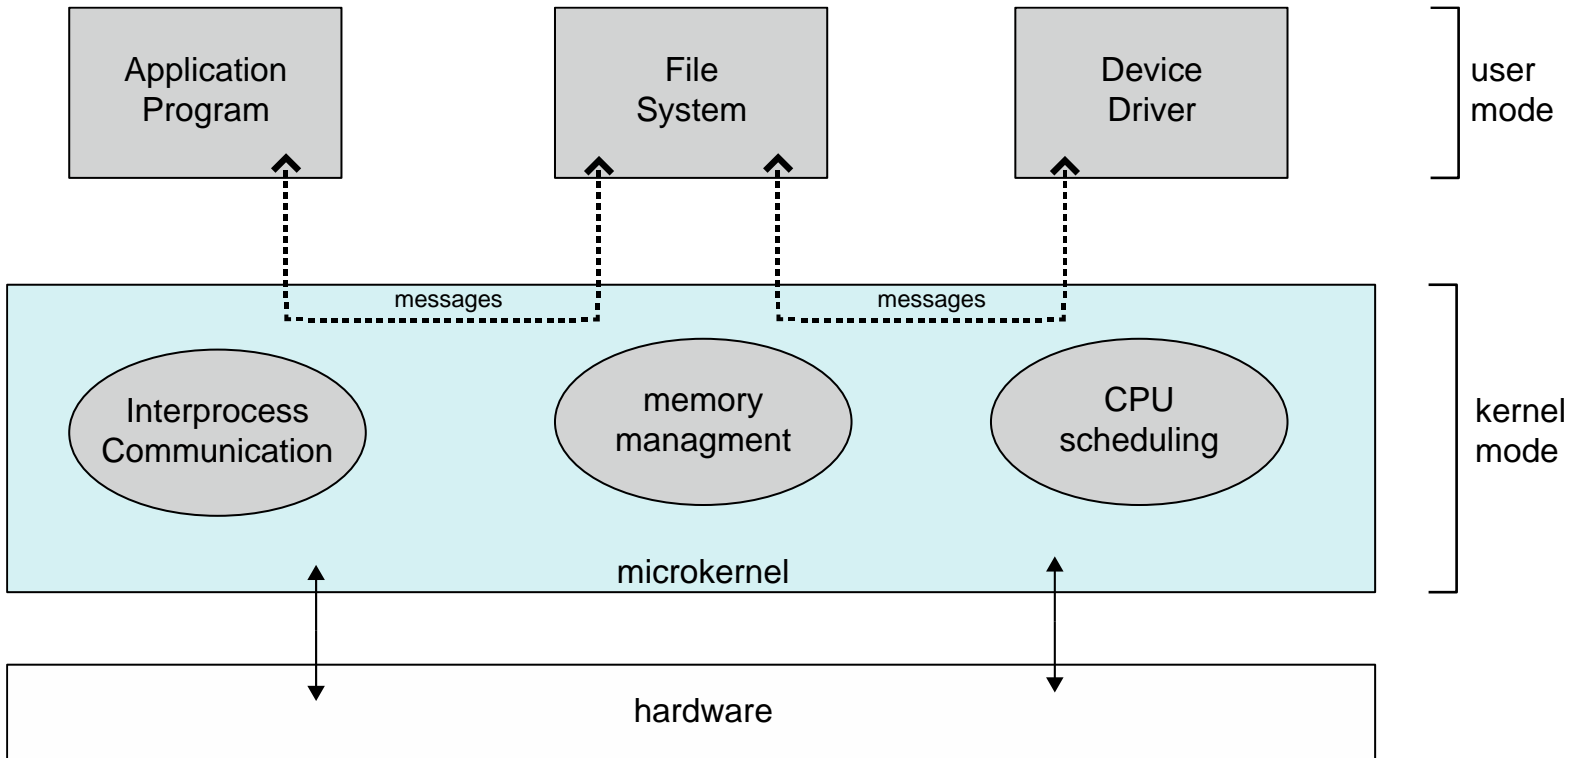 Application
Program
File
System
Device
Driver
user
mode
messages
messages
Interprocess
Communication
memory
managment
CPU
scheduling
kernel
mode
microkernel
hardware